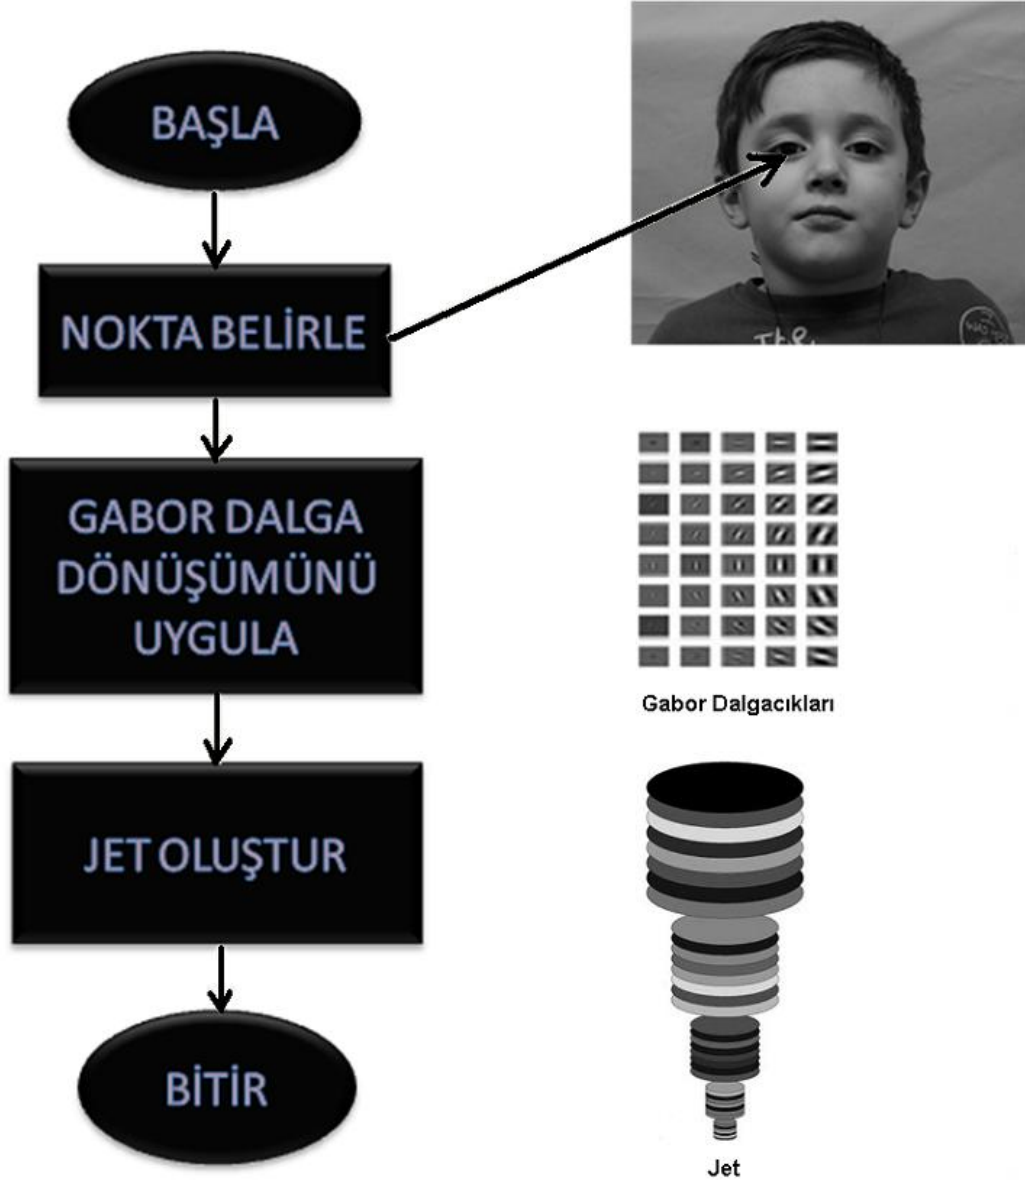 BAŞLA
NOKTA BELİRLE
GABOR DALGA
DÖNÜŞÜMÜNÜ
UYGULA
Gabor Dalgacıkları
JET OLUŞTUR
BİTİR
Jet